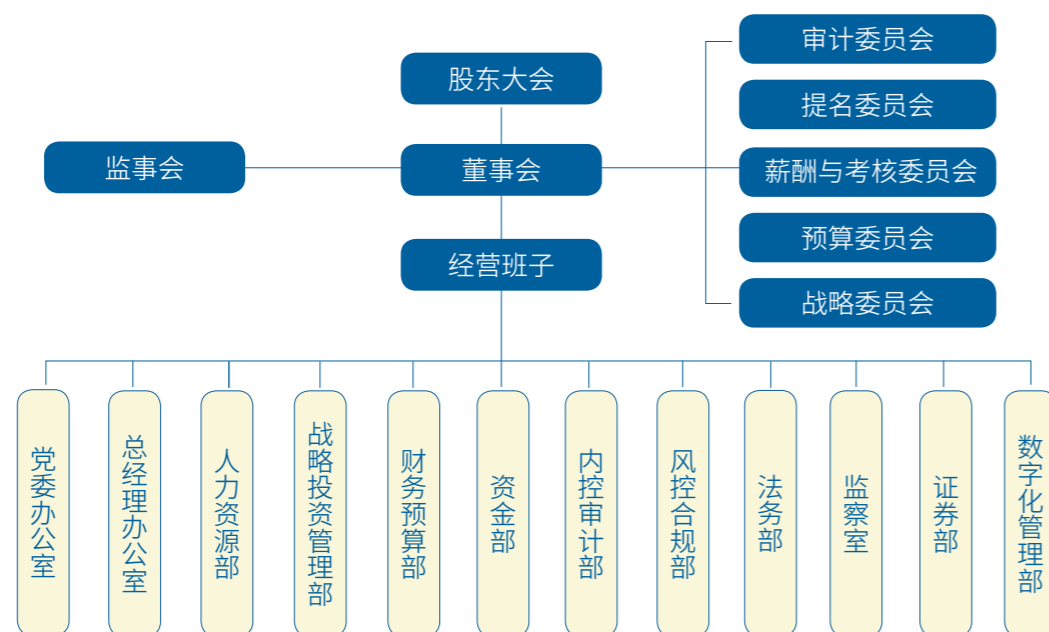 审计委员会
股东大会
提名委员会
监事会
董事会
薪酬与考核委员会
预算委员会
经营班子
战略委员会
党委办公室
总经理办公室
人力资源部
战略投资管理部
财务预算部
资金部
内控审计部
风控合规部
法务部
监察室
证券部
数字化管理部